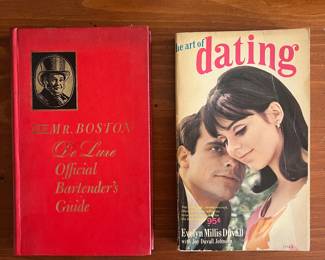 OLD MR. BOSTON
De Luxe
Official
Bartender's
Guide
the art of
dating
95¢
Evelyn Millis Duvall
with Joy Duvall Johnson